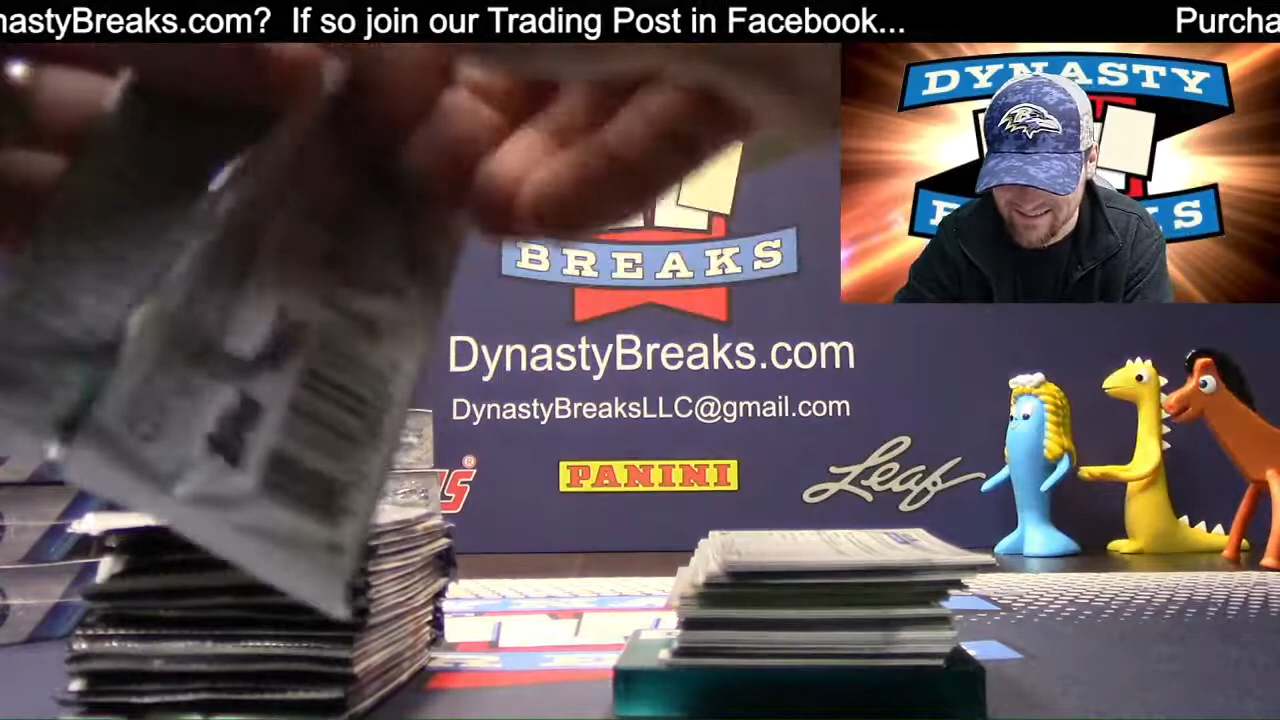 nastyBreaks.com? If so join our Trading Post in Facebook... Purcha
DYNASTY
BREAKS
DynastyBreaks.com
DynastyBreaksLLC@gmail.com
PANINI
Leaf